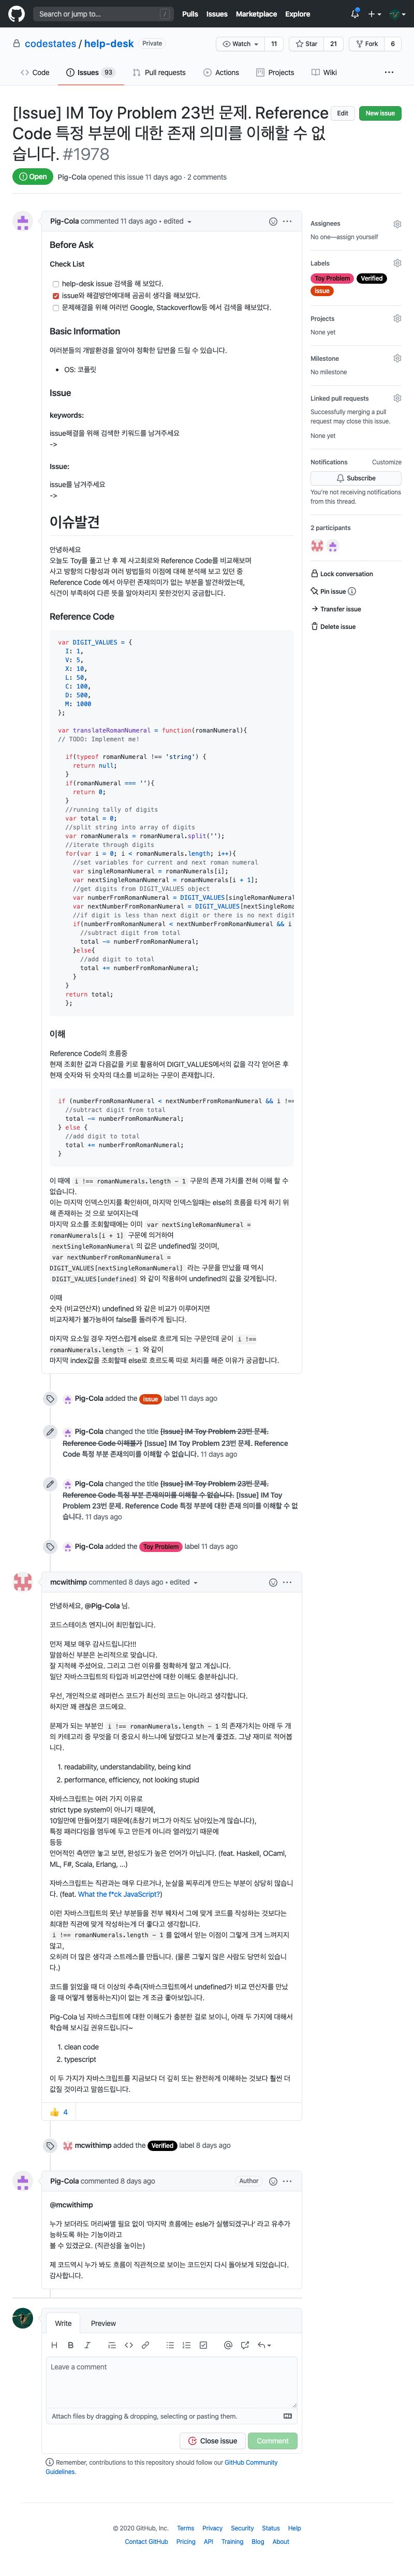 Search or jump to...
/
Pulls Issues Marketplace Explore
codestates / help-desk Private
Watch 11 Star 21 Fork 6
Code Issues 93 Pull requests Actions Projects Wiki
[Issue] IM Toy Problem 23번 문제. Reference
Code 특정 부분에 대한 존재 의미를 이해할 수 없
습니다. #1978
Edit New issue
Open Pig-Cola opened this issue 11 days ago · 2 comments
Pig-Cola commented 11 days ago • edited
Before Ask
Check List
help-desk issue 검색을 해 보았다.
issue와 해결방안에대해 곰곰히 생각을 해보았다.
문제해결을 위해 여러번 Google, Stackoverflow등 에서 검색을 해보았다.
Basic Information
여러분들의 개발환경을 알아야 정확한 답변을 드릴 수 있습니다.
• OS: 코플릿
Issue
keywords:
issue해결을 위해 검색한 키워드를 남겨주세요
->
Issue:
issue를 남겨주세요
->
이슈발견
안녕하세요
오늘도 Toy를 풀고 난 후 제 사고회로와 Reference Code를 비교해보며
사고 방향의 다향성과 여러 방법들의 이점에 대해 분석해 보고 있던 중
Reference Code 에서 아무런 존재의미가 없는 부분을 발견하였는데,
식견이 부족하여 다른 뜻을 알아차리지 못한것인지 궁금합니다.
Reference Code
var DIGIT_VALUES = {
I: 1,
V: 5,
X: 10,
L: 50,
C: 100,
D: 500,
M: 1000
};
var translateRomanNumeral = function(romanNumeral){
// TODO: Implement me!
if(typeof romanNumeral !== 'string') {
return null;
}
if(romanNumeral === ''){
return 0;
}
//running tally of digits
var total = 0;
//split string into array of digits
var romanNumerals = romanNumeral.split('');
//iterate through digits
for(var i = 0; i < romanNumerals.length; i++){
//set variables for current and next roman numeral
var singleRomanNumeral = romanNumerals[i];
var nextSingleRomanNumeral = romanNumerals[i + 1];
//get digits from DIGIT_VALUES object
var numberFromRomanNumeral = DIGIT_VALUES[singleRomanNumeral
var nextNumberFromRomanNumeral = DIGIT_VALUES[nextSingleRoma
//if digit is less than next digit or there is no next digit
if(numberFromRomanNumeral < nextNumberFromRomanNumeral && i
//subtract digit from total
total -= numberFromRomanNumeral;
}else{
//add digit to total
total += numberFromRomanNumeral;
}
}
return total;
};
이해
Reference Code의 흐름중
현재 조회한 값과 다음값을 키로 활용하여 DIGIT_VALUES에서의 값을 각각 얻어온 후
현재 숫자와 뒤 숫자의 대소를 비교하는 구문이 존재합니다.
if (numberFromRomanNumeral < nextNumberFromRomanNumeral && i !==
//subtract digit from total
total -= numberFromRomanNumeral;
} else {
//add digit to total
total += numberFromRomanNumeral;
}
이 때에 i !== romanNumerals.length - 1 구문의 존재 가치를 전혀 이해 할 수
없습니다.
이는 마지막 인덱스인지를 확인하며, 마지막 인덱스일때는 else의 흐름을 타게 하기 위
해 존재하는 것 으로 보여지는데
마지막 요소를 조회할때에는 이미 var nextSingleRomanNumeral =
romanNumerals[i + 1] 구문에 의거하여
nextSingleRomanNumeral 의 값은 undefined일 것이며,
var nextNumberFromRomanNumeral =
DIGIT_VALUES[nextSingleRomanNumeral] 라는 구문을 만났을 때 역시
DIGIT_VALUES[undefined] 와 같이 작용하여 undefined의 값을 갖게됩니다.
이때
숫자 (비교연산자) undefined 와 같은 비교가 이루어지면
비교자체가 불가능하여 false를 돌려주게 됩니다.
마지막 요소일 경우 자연스럽게 else로 흐르게 되는 구문인데 굳이 i !==
romanNumerals.length - 1 와 같이
마지막 index값을 조회할때 else로 흐르도록 따로 처리를 해준 이유가 궁금합니다.
Pig-Cola added the issue label 11 days ago
Pig-Cola changed the title [Issue] IM Toy Problem 23번 문제.
Reference Code 이해불가 [Issue] IM Toy Problem 23번 문제. Reference
Code 특정 부분 존재의미를 이해할 수 없습니다. 11 days ago
Pig-Cola changed the title [Issue] IM Toy Problem 23번 문제.
Reference Code 특정 부분 존재의미를 이해할 수 없습니다. [Issue] IM Toy
Problem 23번 문제. Reference Code 특정 부분에 대한 존재 의미를 이해할 수 없
습니다. 11 days ago
Pig-Cola added the Toy Problem label 11 days ago
mcwithimp commented 8 days ago • edited
안녕하세요, @Pig-Cola 님.
코드스테이츠 엔지니어 최민철입니다.
먼저 제보 매우 감사드립니다!!!
말씀하신 부분은 논리적으로 맞습니다.
잘 지적해 주셨어요. 그리고 그런 이유를 정확하게 알고 계십니다.
일단 자바스크립트의 타입과 비교연산에 대한 이해도 충분하십니다.
우선, 개인적으로 레퍼런스 코드가 최선의 코드는 아니라고 생각합니다.
하지만 꽤 괜찮은 코드에요.
문제가 되는 부분인 i !== romanNumerals.length - 1 의 존재가치는 아래 두 개
의 카테고리 중 무엇을 더 중요시 하느냐에 달렸다고 보는게 좋겠죠. 그냥 재미로 적어봅
니다.
1. readability, understandability, being kind
2. performance, efficiency, not looking stupid
자바스크립트는 여러 가지 이유로
strict type system이 아니기 때문에,
10일만에 만들어졌기 때문에(초창기 버그가 아직도 남아있는게 많습니다),
특정 패러다임을 염두에 두고 만든게 아니라 열려있기 때문에
등등
언어적인 측면만 놓고 보면, 완성도가 높은 언어가 아닙니다. (feat. Haskell, OCaml,
ML, F#, Scala, Erlang, ...)
자바스크립트는 직관과는 매우 다르거나, 눈살을 찌푸리게 만드는 부분이 상당히 많습니
다. (feat. What the f*ck JavaScript?)
이런 자바스크립트의 못난 부분들을 전부 꿰차서 그에 맞게 코드를 작성하는 것보다는
최대한 직관에 맞게 작성하는게 더 좋다고 생각합니다.
i !== romanNumerals.length - 1 를 없애서 얻는 이점이 그렇게 크게 느껴지지
않고,
오히려 더 많은 생각과 스트레스를 만듭니다. (물론 그렇지 않은 사람도 당연히 있습니
다.)
코드를 읽었을 때 더 이상의 추측(자바스크립트에서 undefined가 비교 연산자를 만났
을 때 어떻게 행동하는지)이 없는 게 조금 좋아보입니다.
Pig-Cola 님 자바스크립트에 대한 이해도가 충분한 걸로 보이니, 아래 두 가지에 대해서
학습해 보시길 권유드립니다~
1. clean code
2. typescript
이 두 가지가 자바스크립트를 지금보다 더 깊히 또는 완전하게 이해하는 것보다 훨씬 더
값질 것이라고 말씀드립니다.
👍 4
mcwithimp added the Verified label 8 days ago
Pig-Cola commented 8 days ago Author
@mcwithimp
누가 보더라도 머리싸맬 필요 없이 '마지막 흐름에는 esle가 실행되겠구나' 라고 유추가
능하도록 하는 기능이라고
볼 수 있겠군요. (직관성을 높이는)
제 코드역시 누가 봐도 흐름이 직관적으로 보이는 코드인지 다시 돌아보게 되었습니다.
감사합니다.
Write Preview
Leave a comment
Attach files by dragging & dropping, selecting or pasting them.
Close issue Comment
Remember, contributions to this repository should follow our GitHub Community
Guidelines.
Assignees
No one—assign yourself
Labels
Toy Problem Verified
issue
Projects
None yet
Milestone
No milestone
Linked pull requests
Successfully merging a pull
request may close this issue.
None yet
Notifications Customize
Subscribe
You're not receiving notifications
from this thread.
2 participants
Lock conversation
Pin issue
Transfer issue
Delete issue
© 2020 GitHub, Inc. Terms Privacy Security Status Help
Contact GitHub Pricing API Training Blog About